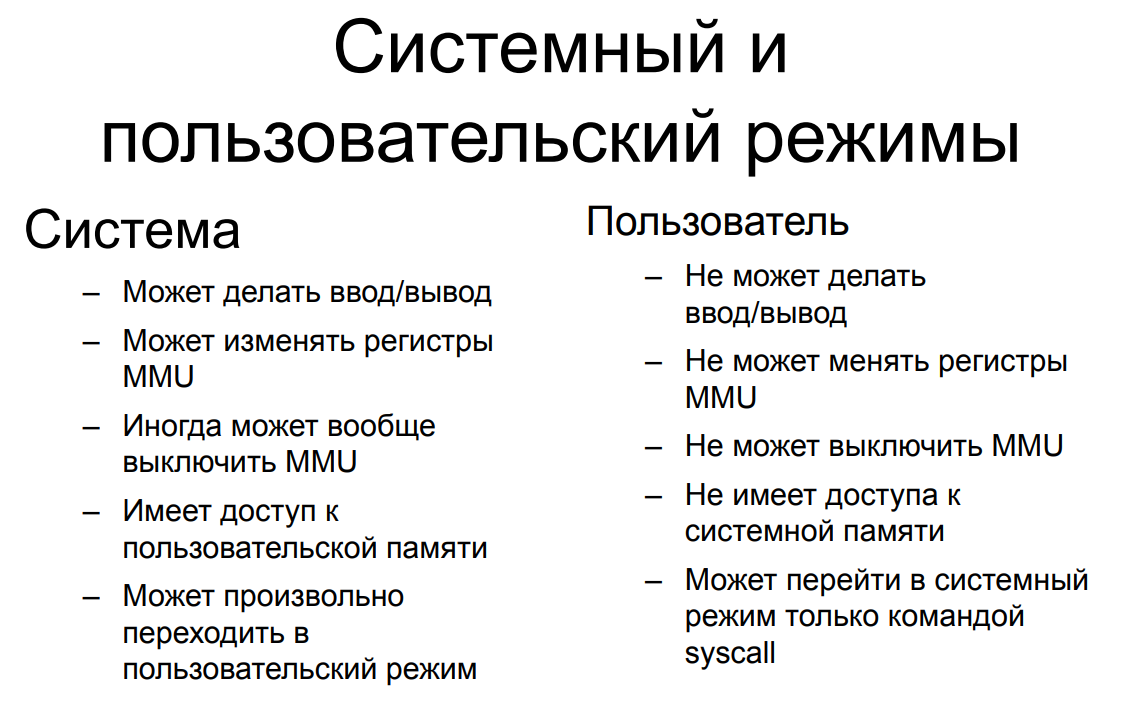 Системный и
пользовательский режимы
Система
– Может делать ввод/вывод
– Может изменять регистры
MMU
– Иногда может вообще
выключить MMU
– Имеет доступ к
пользовательской памяти
– Может произвольно
переходить в
пользовательский режим
Пользователь
– Не может делать
ввод/вывод
– Не может менять регистры
MMU
– Не может выключить MMU
– Не имеет доступа к
системной памяти
– Может перейти в системный
режим только командой
syscall